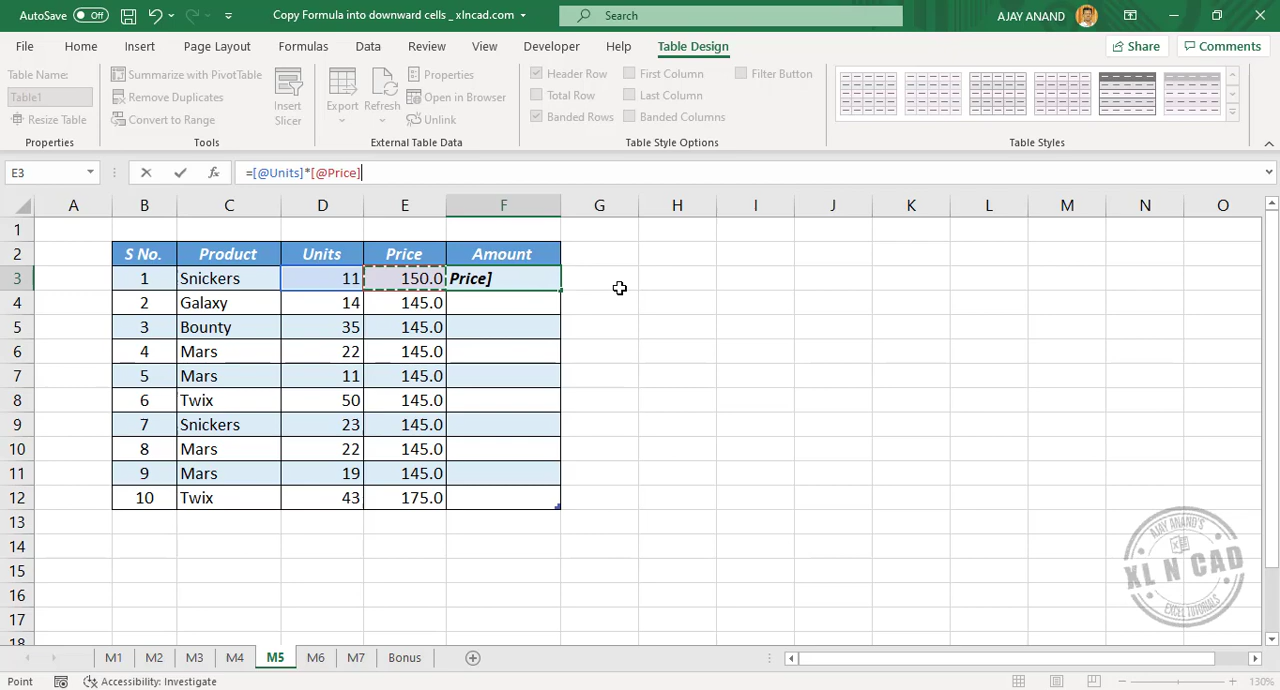 AutoSave Off Copy Formula into downward cells _ xlncad.com Search AJAY ANAND
File Home Insert Page Layout Formulas Data Review View Developer Help Table Design Share Comments
Table Name: Summarize with PivotTable Properties Header Row First Column Filter Button
Table1 Remove Duplicates Insert Slicer Export Refresh Open in Browser Total Row Last Column
Resize Table Convert to Range Unlink Banded Rows Banded Columns
Properties Tools External Table Data Table Style Options Table Styles
E3 fx =[@Units]*[@Price]
A B C D E F G H I J K L M N O
1
2 S No. Product Units Price Amount
3 1 Snickers 11 150.0 Price]
4 2 Galaxy 14 145.0
5 3 Bounty 35 145.0
6 4 Mars 22 145.0
7 5 Mars 11 145.0
8 6 Twix 50 145.0
9 7 Snickers 23 145.0
10 8 Mars 22 145.0
11 9 Mars 19 145.0
12 10 Twix 43 175.0
13
14
15
16
17
18
AJAY ANAND'S
XL N CAD
EXCEL TUTORIALS
M1 M2 M3 M4 M5 M6 M7 Bonus
Point Accessibility: Investigate 130%